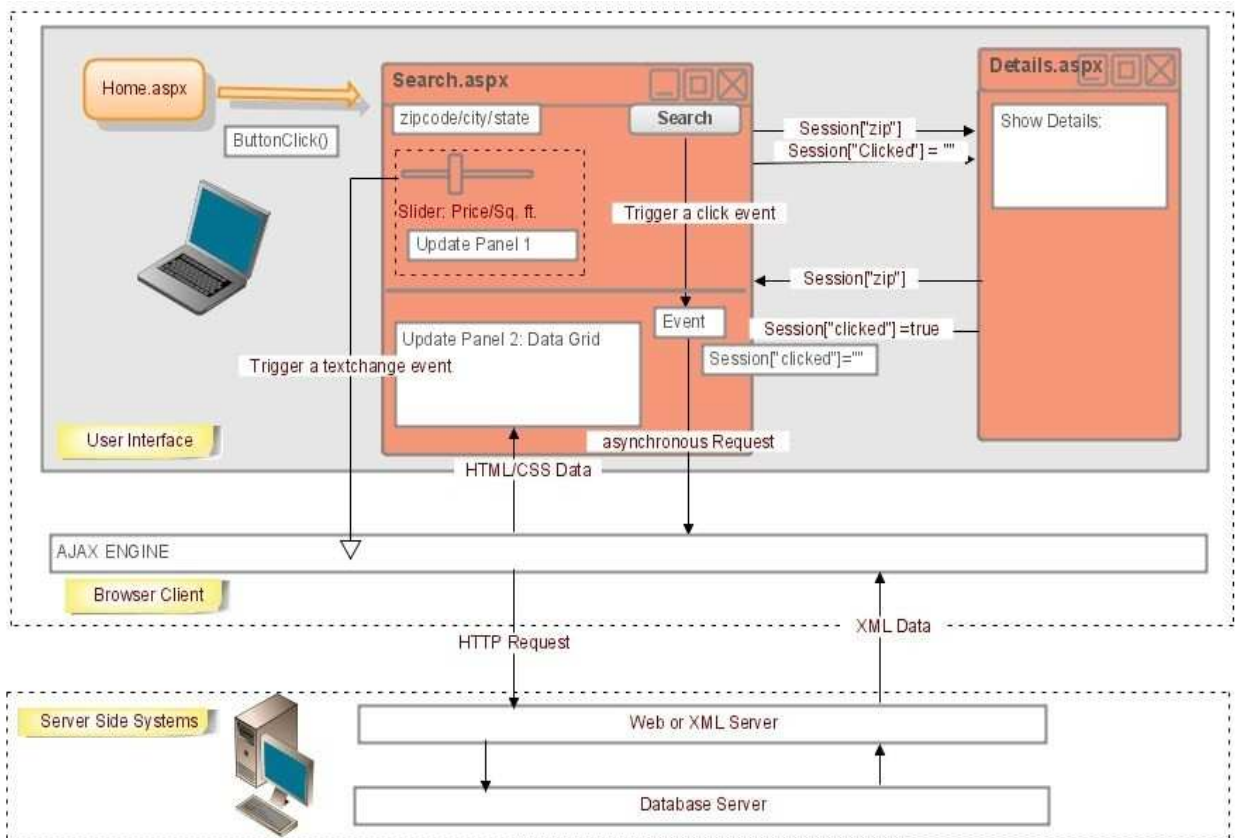 Home.aspx
ButtonClick()
Search.aspx
zipcode/city/state
Search
Slider: Price/Sq. ft.
Update Panel 1
Trigger a click event
Event
Session["clicked"]=""
Update Panel 2: Data Grid
Trigger a textchange event
asynchronous Request
HTML/CSS Data
Session["zip"]
Session["Clicked"] = ""
Session["zip"]
Session["clicked"] =true
Details.aspx
Show Details:
User Interface
AJAX ENGINE
Browser Client
HTTP Request
XML Data
Server Side Systems
Web or XML Server
Database Server